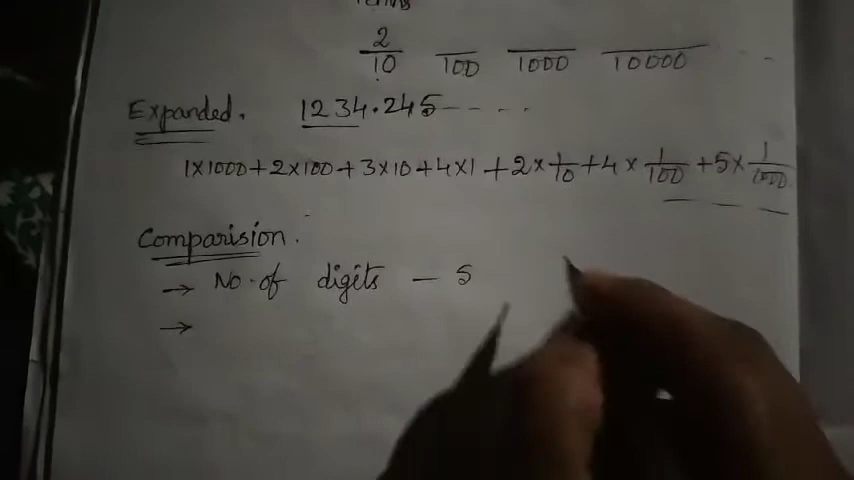 Terms
2/10 /100 /1000 /10000 - -
Expanded. 1234.245- - - -
1×1000+2×100+3×10+4×1+2×1/10+4×1/100+5×1/1000
Comparision.
→ No. of digits – 5
→